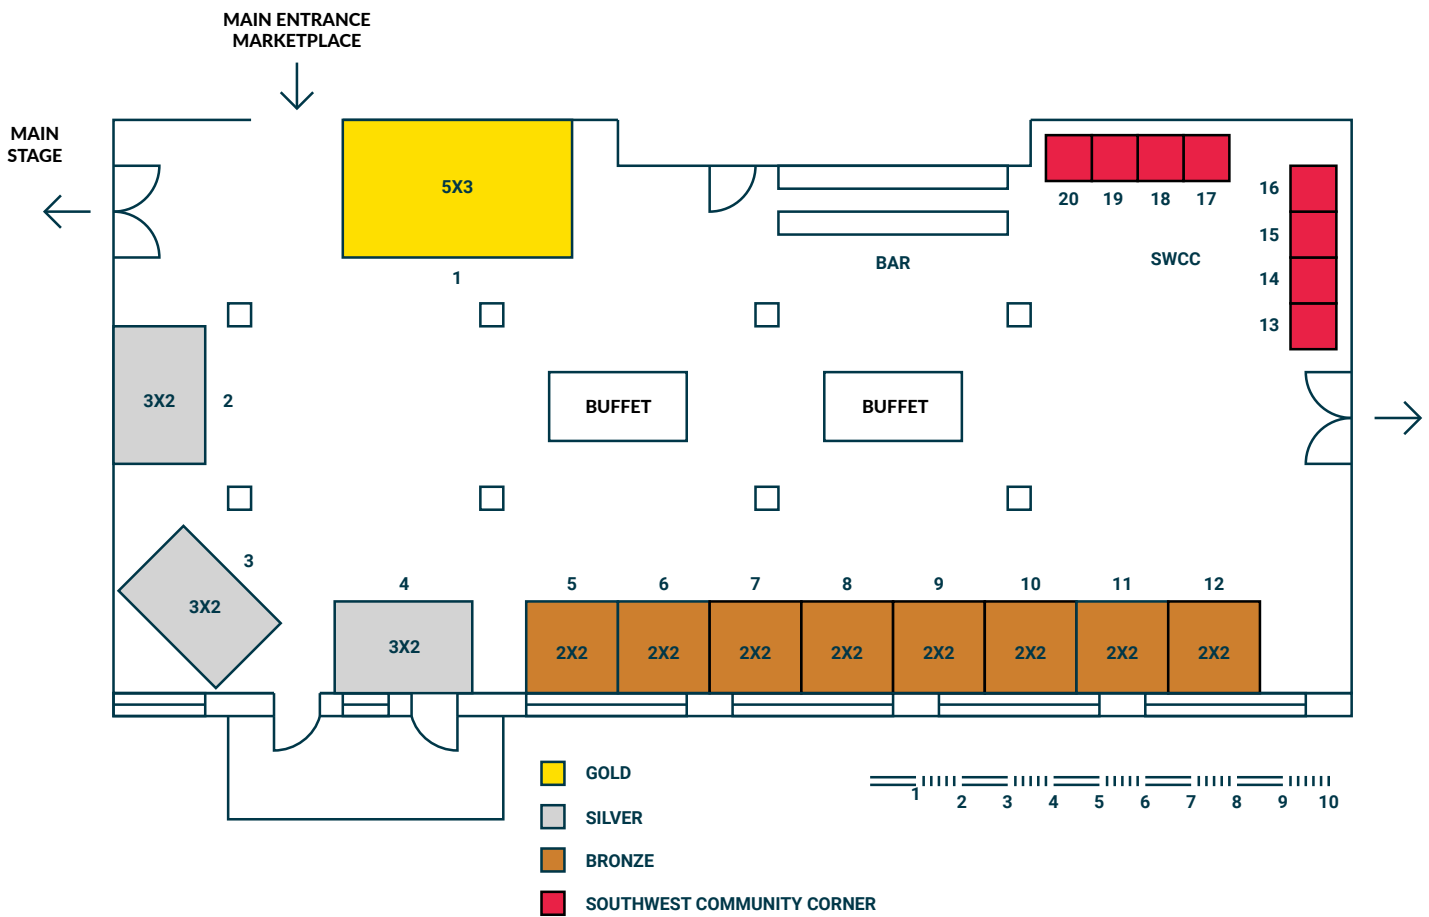 MAIN ENTRANCE
MARKETPLACE
MAIN
STAGE
5X3
1
BAR
20 19 18 17
SWCC
16
15
14
13
3X2
2
BUFFET
BUFFET
3
3X2
4
3X2
5 6 7 8 9 10 11 12
2X2 2X2 2X2 2X2 2X2 2X2 2X2 2X2
GOLD
SILVER
BRONZE
SOUTHWEST COMMUNITY CORNER
1 2 3 4 5 6 7 8 9 10